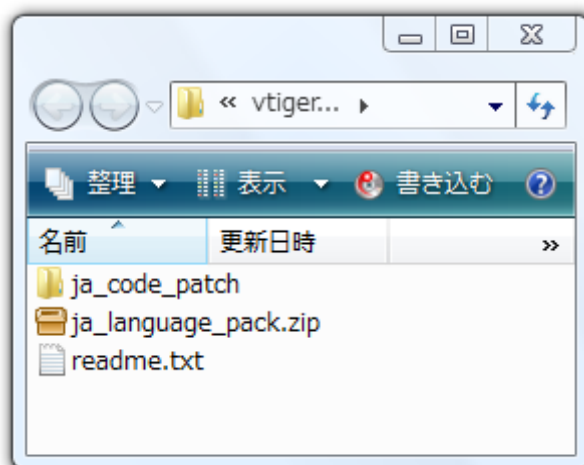 « vtiger...
整理 表示 書き込む
名前 更新日時 »
ja_code_patch
ja_language_pack.zip
readme.txt